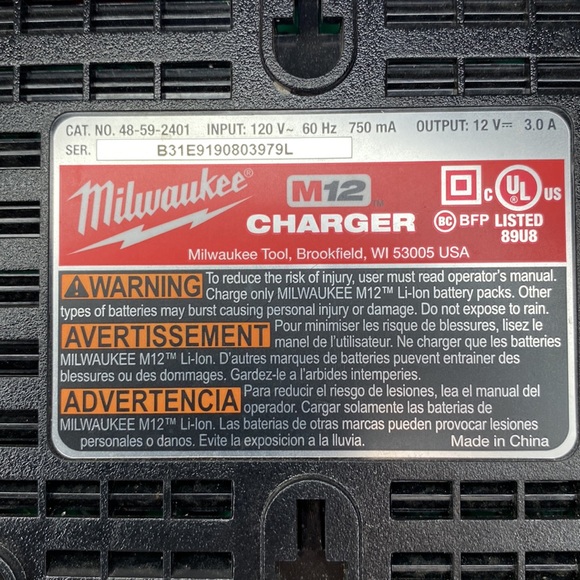 CAT. NO. 48-59-2401 INPUT: 120 V~ 60 Hz 750 mA OUTPUT: 12 V⎓ 3.0 A
SER. B31E9190803979L
Milwaukee® M12™ C UL® US
CHARGER BC BFP LISTED
89U8
Milwaukee Tool, Brookfield, WI 53005 USA
WARNING To reduce the risk of injury, user must read operator's manual.
Charge only MILWAUKEE M12™ Li-Ion battery packs. Other
types of batteries may burst causing personal injury or damage. Do not expose to rain.
AVERTISSEMENT Pour minimiser les risque de blessures, lisez le
manel de l'utilisateur. Ne charger que les batteries
MILWAUKEE M12™ Li-Ion. D'autres marques de batteries puevent entrainer des
blessures ou des dommages. Gardez-le a l'arbides intemperies.
ADVERTENCIA Para reducir el riesgo de lesiones, lea el manual del
operador. Cargar solamente las baterias de
MILWAUKEE M12™ Li-Ion. Las baterias de otras marcas pueden provocar lesiones
personales o danos. Evite la exposicion a la lluvia. Made in China